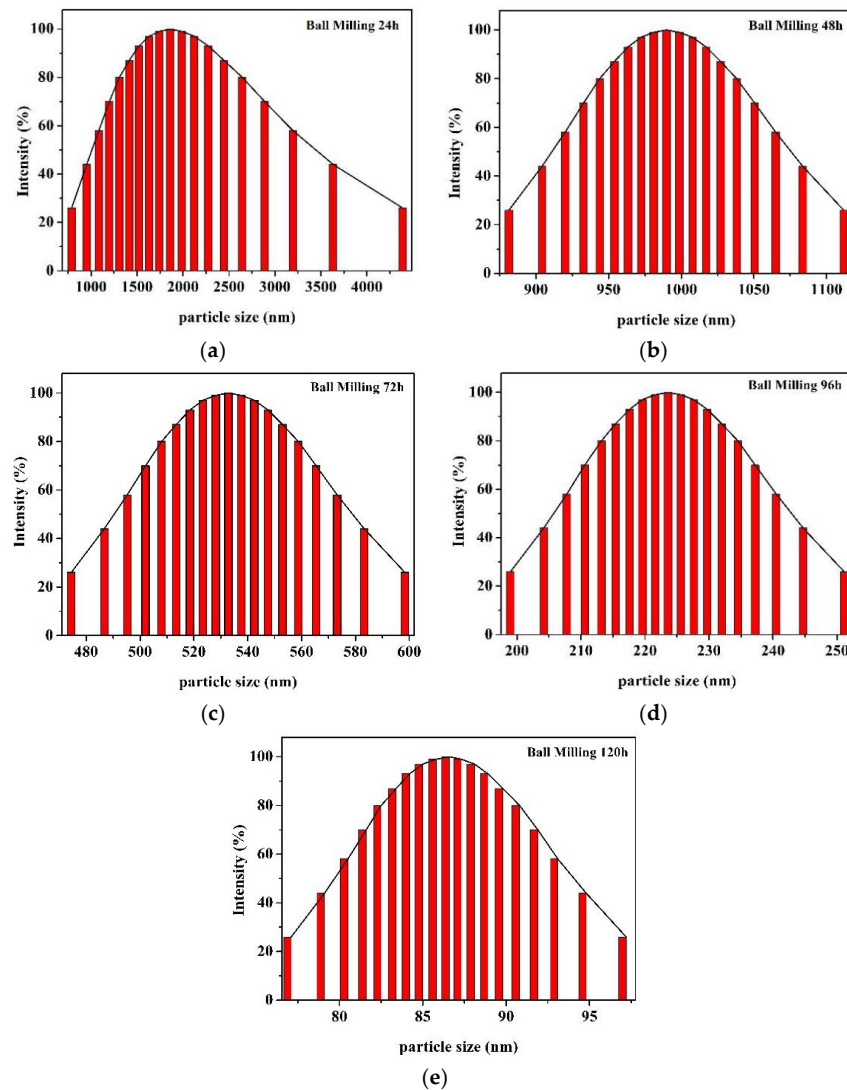 Ball Milling 24h
Intensity (%)
100
80
60
40
20
0
1000 1500 2000 2500 3000 3500 4000
particle size (nm)
(a)
Ball Milling 48h
Intensity (%)
100
80
60
40
20
0
900 950 1000 1050 1100
particle size (nm)
(b)
Ball Milling 72h
Intensity (%)
100
80
60
40
20
0
480 500 520 540 560 580 600
particle size (nm)
(c)
Ball Milling 96h
Intensity (%)
100
80
60
40
20
0
200 210 220 230 240 250
particle size (nm)
(d)
Ball Milling 120h
Intensity (%)
100
80
60
40
20
0
80 85 90 95
particle size (nm)
(e)